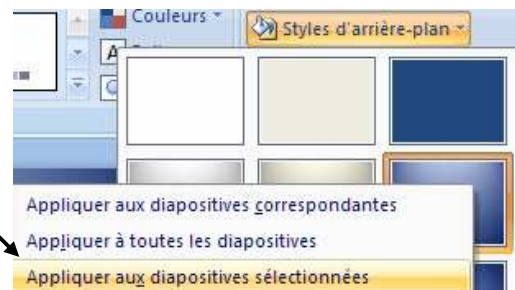 Couleurs
Styles d'arrière-plan
A
Appliquer aux diapositives correspondantes
Appliquer à toutes les diapositives
Appliquer aux diapositives sélectionnées